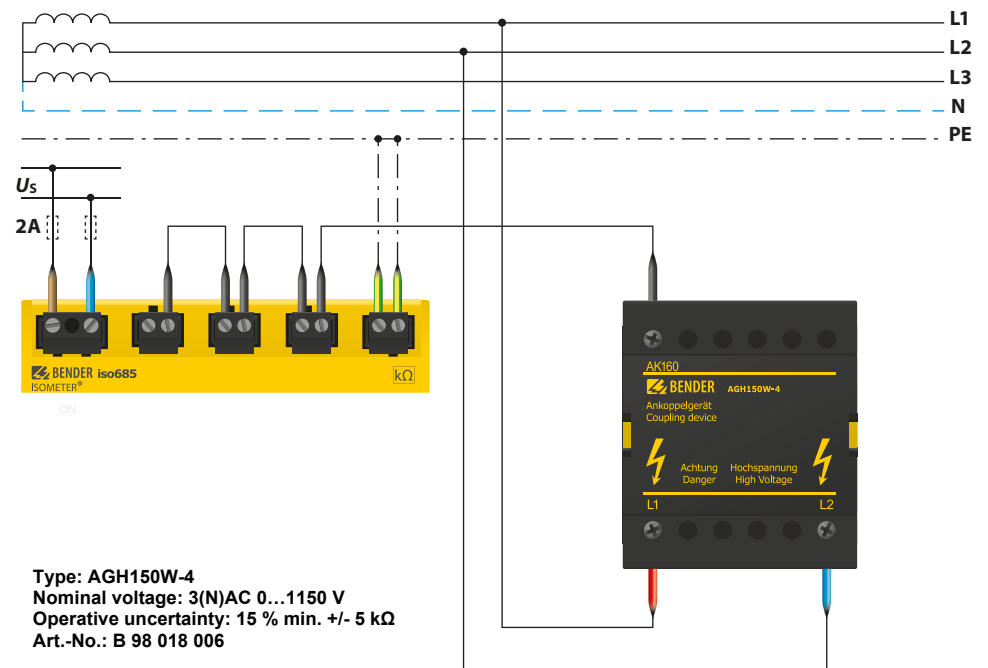 L1
L2
L3
N
PE
Us
2A
BENDER iso685
ISOMETER®
kΩ
ON
AK160
BENDER AGH150W-4
Ankoppelgerät
Coupling device
Achtung Hochspannung
Danger High Voltage
L1 L2
Type: AGH150W-4
Nominal voltage: 3(N)AC 0…1150 V
Operative uncertainty: 15 % min. +/- 5 kΩ
Art.-No.: B 98 018 006